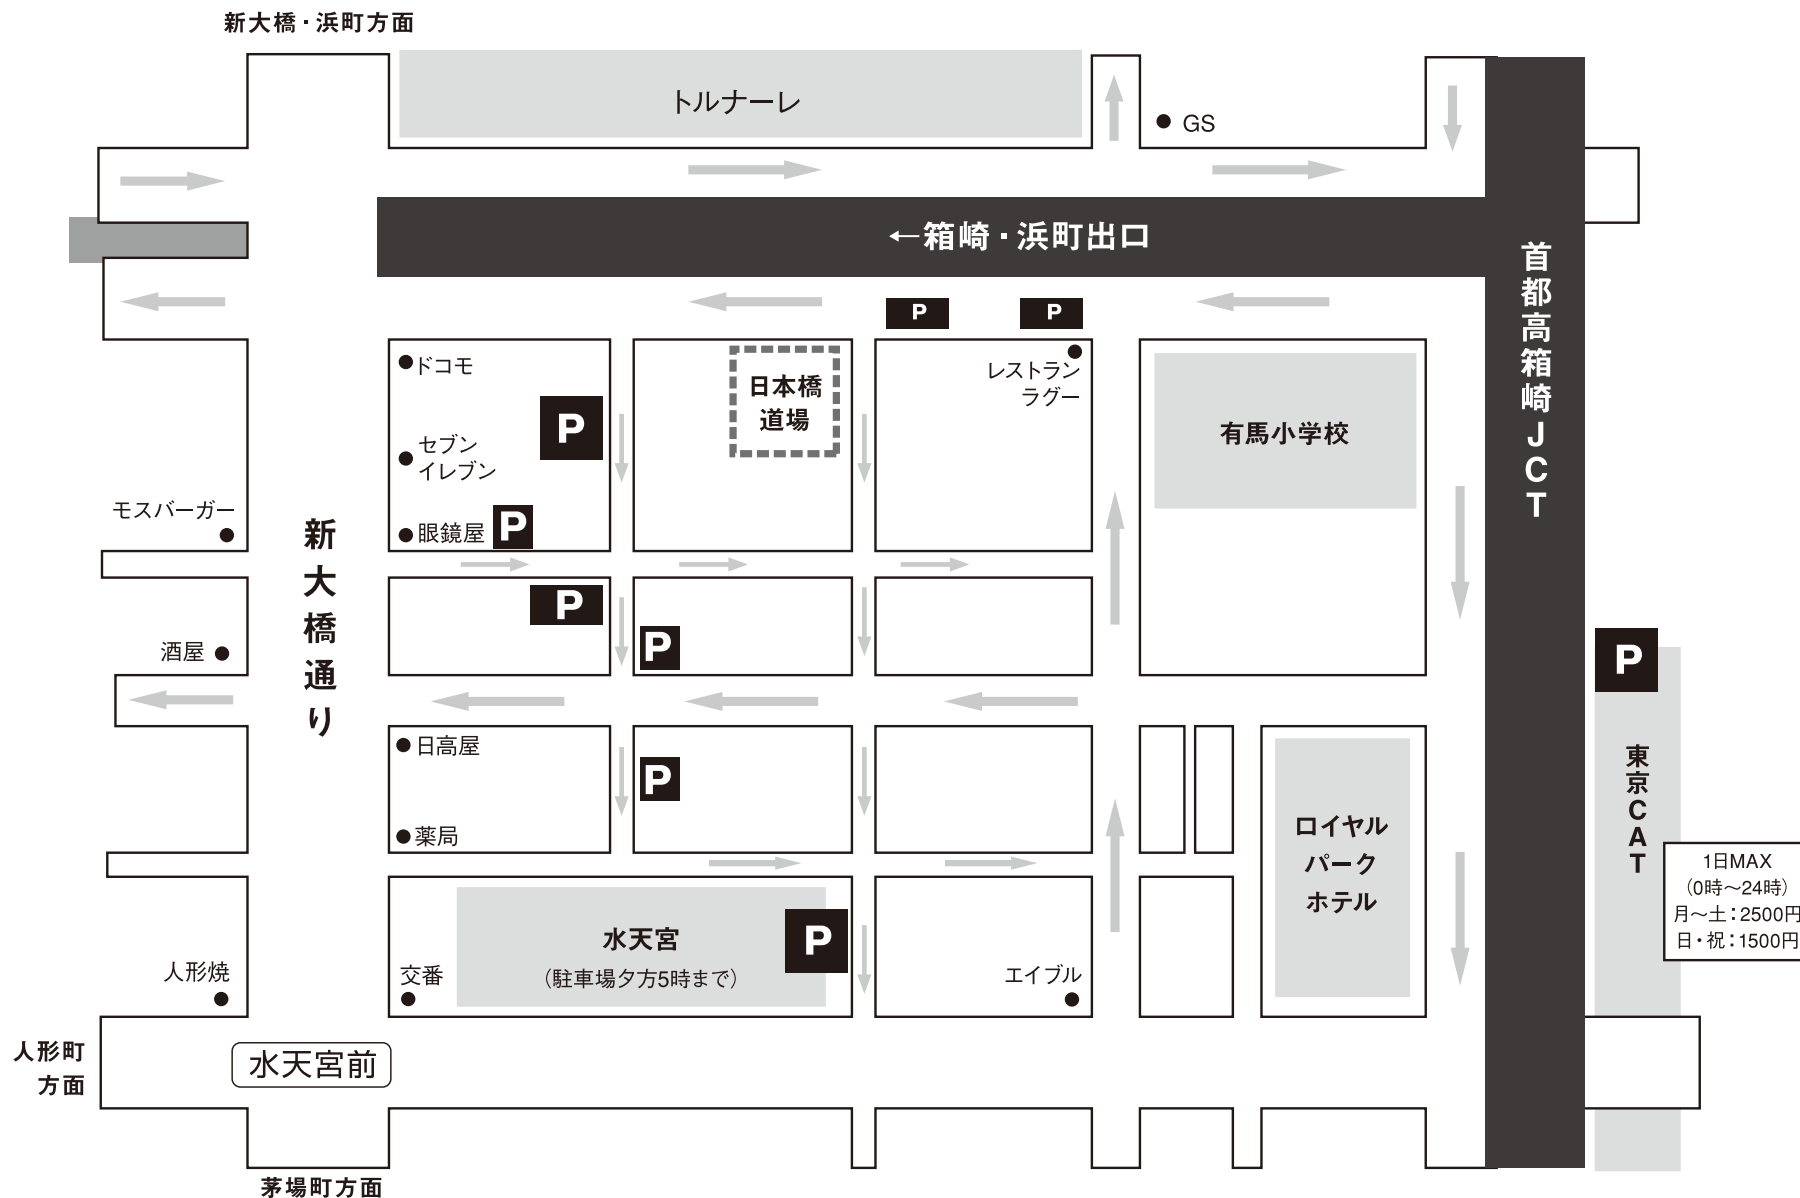 新大橋・浜町方面
トルナーレ
GS
←箱崎・浜町出口
首都高箱崎JCT
P
P
ドコモ
日本橋
道場
レストラン
ラグー
P
有馬小学校
セブン
イレブン
モスバーガー
眼鏡屋
P
新大橋通り
P
P
酒屋
P
日高屋
P
東京CAT
薬局
ロイヤル
パーク
ホテル
1日MAX
（0時〜24時）
月〜土：2500円
日・祝：1500円
水天宮
（駐車場夕方5時まで）
P
人形焼
交番
エイブル
人形町
方面
水天宮前
茅場町方面